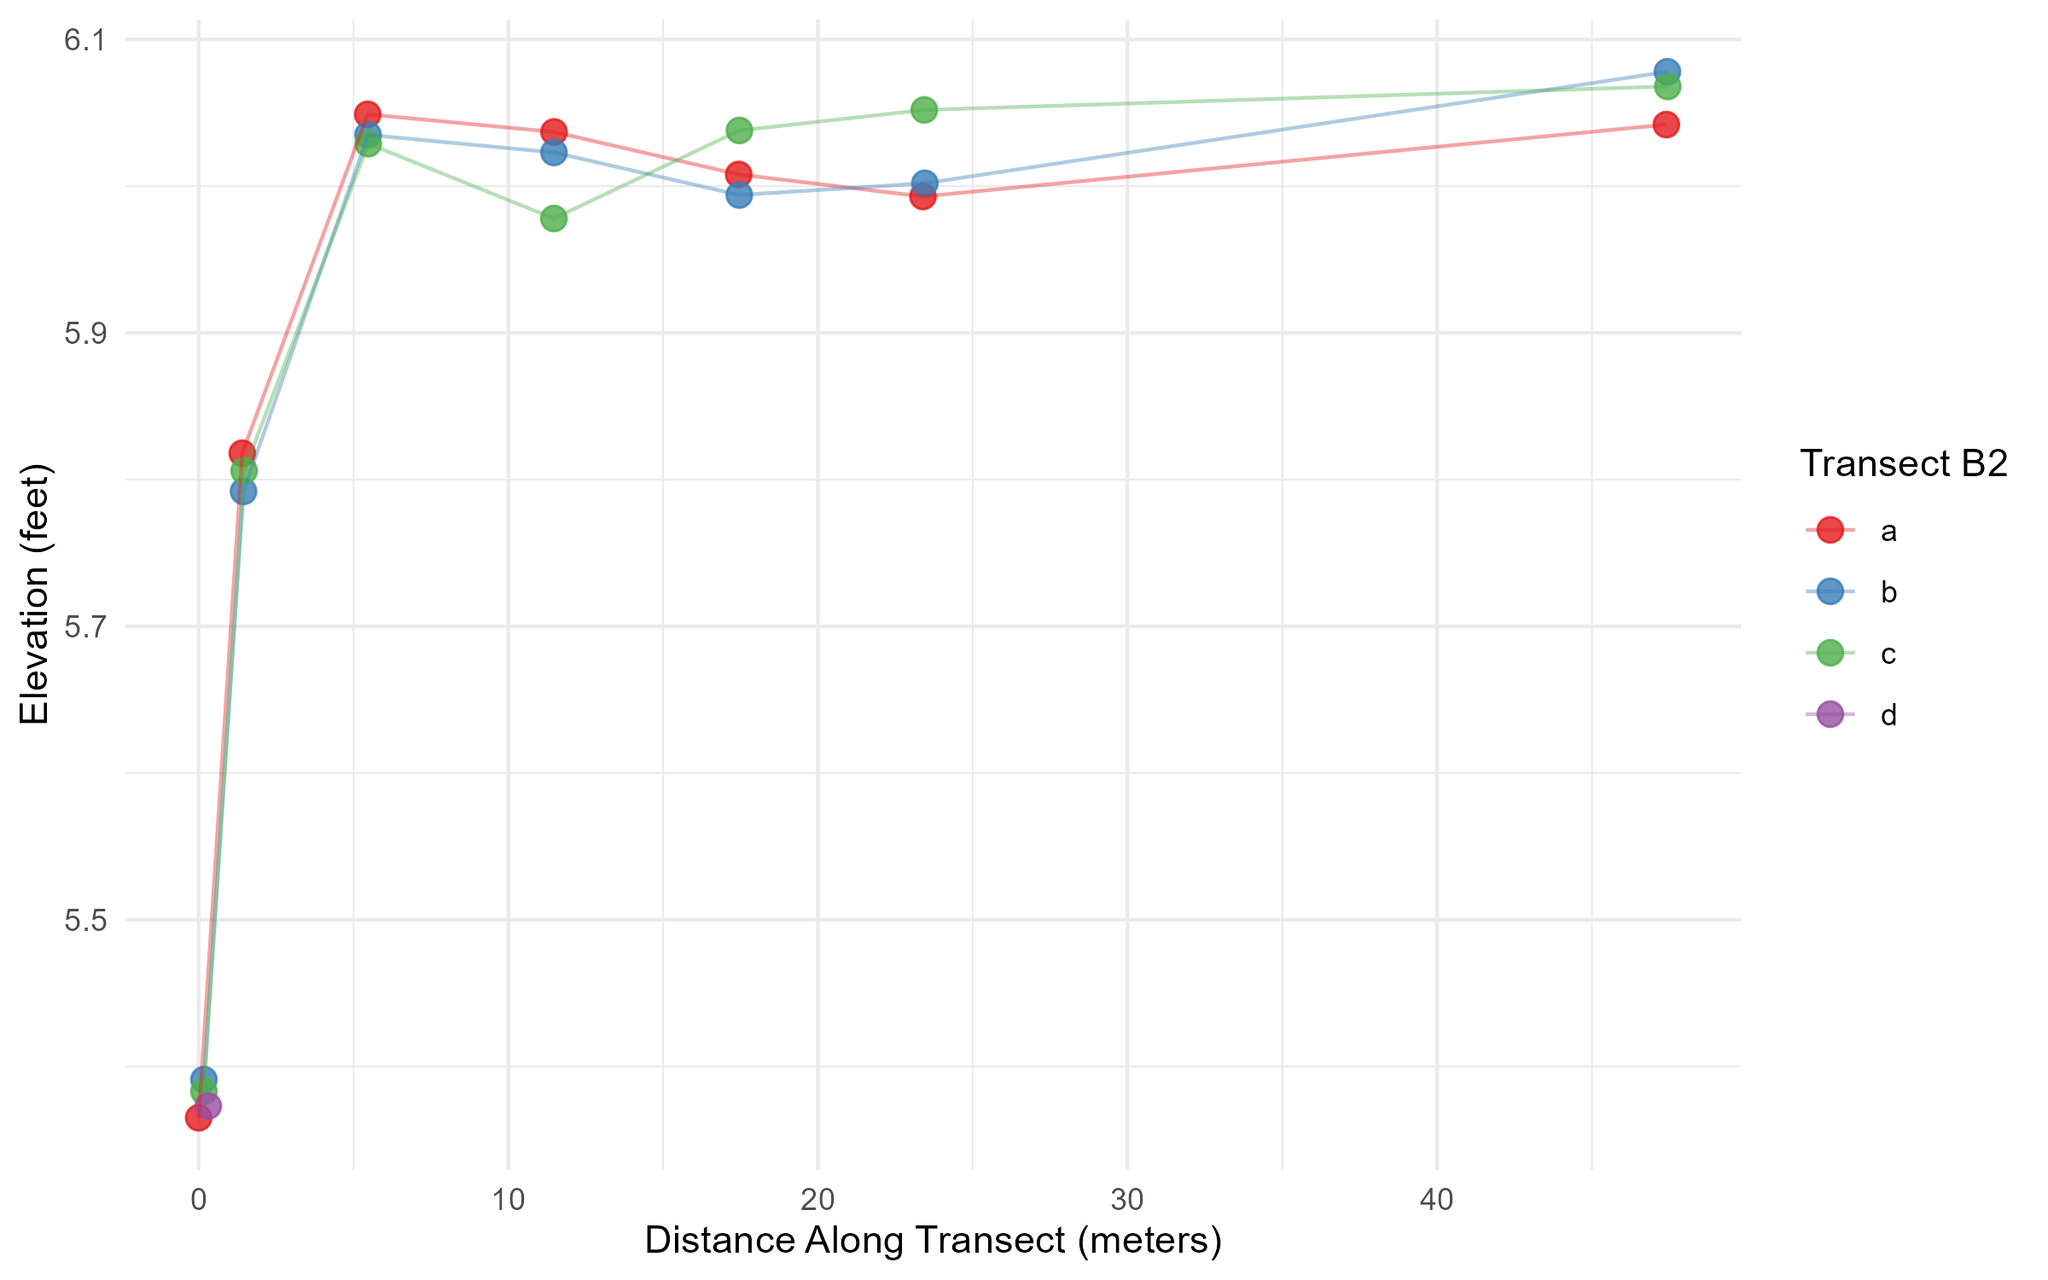 6.1
5.9
5.7
5.5
Elevation (feet)
0 10 20 30 40
Distance Along Transect (meters)
Transect B2
a
b
c
d